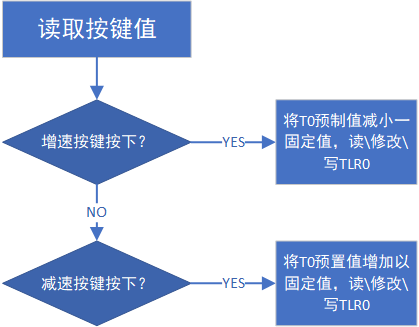 读取按键值
增速按键按下？
YES
将T0预制值减小一
固定值，读\修改\
写TLR0
NO
减速按键按下？
YES
将T0预置值增加以
固定值，读\修改\
写TLR0